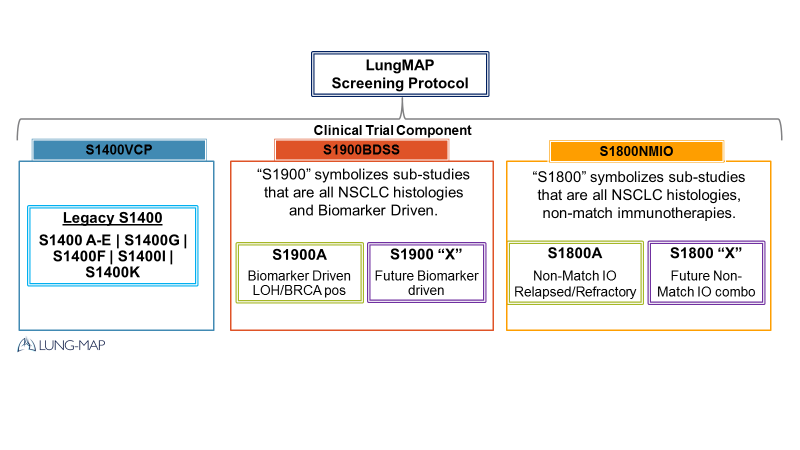 LungMAP
Screening Protocol
Clinical Trial Component
S1400VCP
Legacy S1400
S1400 A-E | S1400G |
S1400F | S1400I |
S1400K
S1900BDSS
“S1900” symbolizes sub-studies
that are all NSCLC histologies
and Biomarker Driven.
S1900A
Biomarker Driven
LOH/BRCA pos
S1900 “X”
Future Biomarker
driven
S1800NMIO
“S1800” symbolizes sub-studies
that are all NSCLC histologies,
non-match immunotherapies.
S1800A
Non-Match IO
Relapsed/Refractory
S1800 “X”
Future Non-
Match IO combo
LUNG-MAP